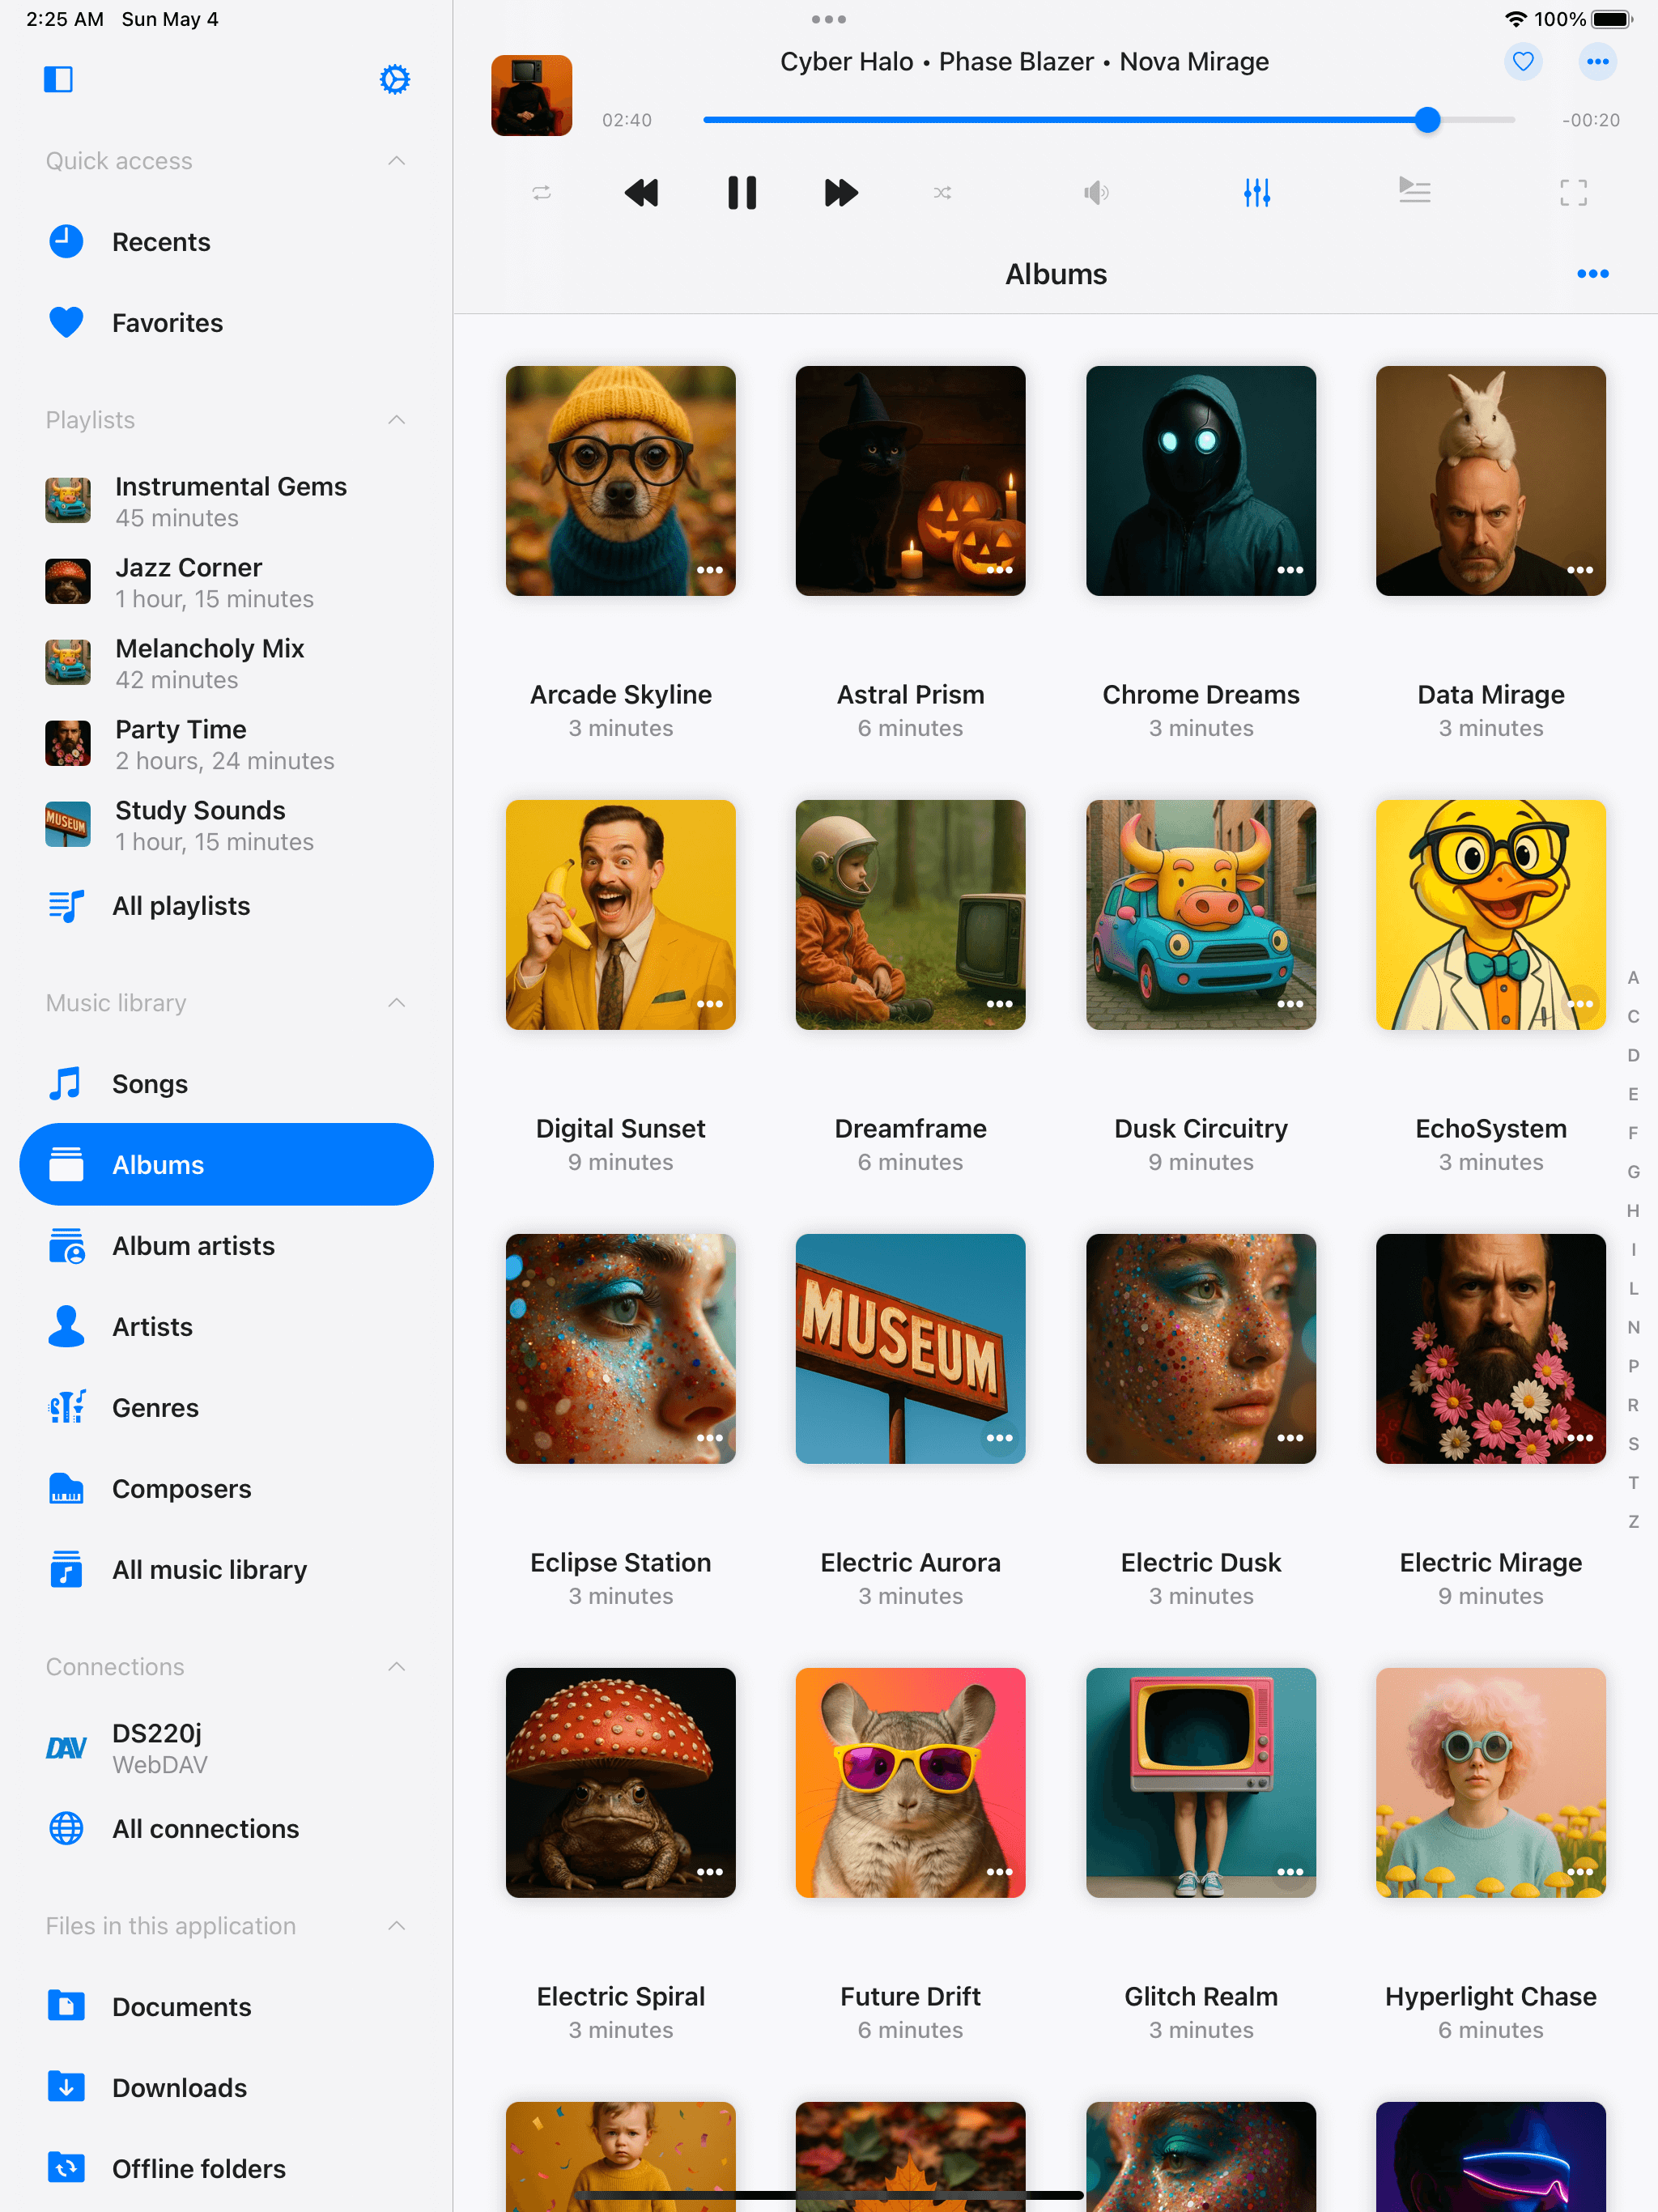 2:25 AM Sun May 4
100%
Quick access
Recents
Favorites
Playlists
Instrumental Gems
45 minutes
Jazz Corner
1 hour, 15 minutes
Melancholy Mix
42 minutes
Party Time
2 hours, 24 minutes
Study Sounds
1 hour, 15 minutes
All playlists
Music library
Songs
Albums
Album artists
Artists
Genres
Composers
All music library
Connections
DAV
DS220j
WebDAV
All connections
Files in this application
Documents
Downloads
Offline folders
Cyber Halo • Phase Blazer • Nova Mirage
02:40
-00:20
Albums
Arcade Skyline
3 minutes
Astral Prism
6 minutes
Chrome Dreams
3 minutes
Data Mirage
3 minutes
Digital Sunset
9 minutes
Dreamframe
6 minutes
Dusk Circuitry
9 minutes
EchoSystem
3 minutes
MUSEUM
Eclipse Station
3 minutes
Electric Aurora
3 minutes
Electric Dusk
3 minutes
Electric Mirage
9 minutes
Electric Spiral
3 minutes
Future Drift
6 minutes
Glitch Realm
3 minutes
Hyperlight Chase
6 minutes
A
C
D
E
F
G
H
I
L
N
P
R
S
T
Z
MUSEUM